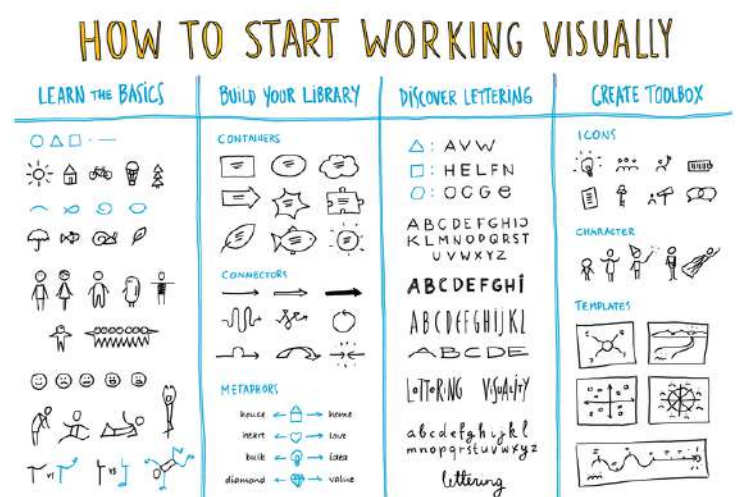 HOW TO START WORKING VISUALLY
LEARN THE BASICS
BUILD YOUR LIBRARY
CONTAINERS
CONNECTORS
METAPHORS
house home
heart love
bulb idea
diamond value
DISCOVER LETTERING
: AVW
: HELFN
: OCGe
ABCDEFGHIJ
KLMNOPQRST
UVWXYZ
ABCDEFGHi
ABCDEFGHIJKL
ABCDE
LoTTeRiNG ViSuALiTY
abcdefghijkl
mnopqrstuvwxyz
lettering
CREATE TOOLBOX
ICONS
CHARACTER
TEMPLATES